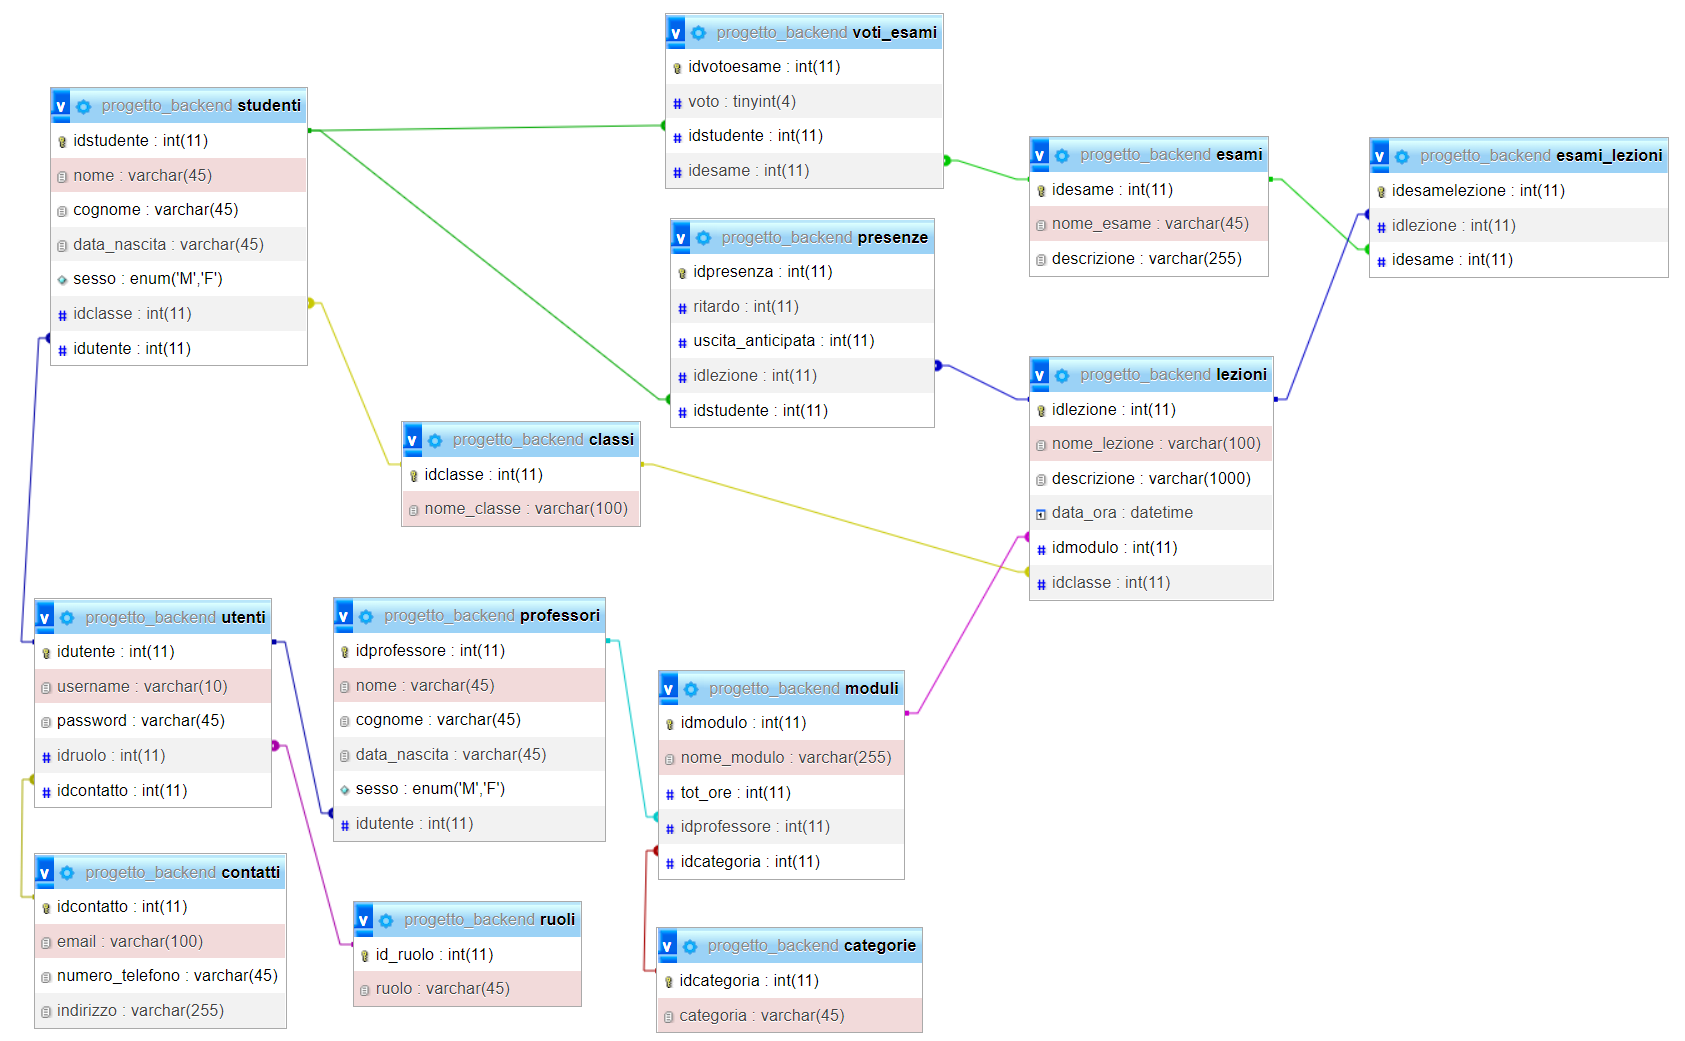 v progetto_backend voti_esami
idvotoesame : int(11)
# voto : tinyint(4)
# idstudente : int(11)
# idesame : int(11)
v progetto_backend studenti
idstudente : int(11)
nome : varchar(45)
cognome : varchar(45)
data_nascita : varchar(45)
sesso : enum('M','F')
# idclasse : int(11)
# idutente : int(11)
v progetto_backend esami
idesame : int(11)
nome_esame : varchar(45)
descrizione : varchar(255)
v progetto_backend esami_lezioni
idesamelezione : int(11)
# idlezione : int(11)
# idesame : int(11)
v progetto_backend presenze
idpresenza : int(11)
# ritardo : int(11)
# uscita_anticipata : int(11)
# idlezione : int(11)
# idstudente : int(11)
v progetto_backend lezioni
idlezione : int(11)
nome_lezione : varchar(100)
descrizione : varchar(1000)
data_ora : datetime
# idmodulo : int(11)
# idclasse : int(11)
v progetto_backend classi
idclasse : int(11)
nome_classe : varchar(100)
v progetto_backend utenti
idutente : int(11)
username : varchar(10)
password : varchar(45)
# idruolo : int(11)
# idcontatto : int(11)
v progetto_backend professori
idprofessore : int(11)
nome : varchar(45)
cognome : varchar(45)
data_nascita : varchar(45)
sesso : enum('M','F')
# idutente : int(11)
v progetto_backend moduli
idmodulo : int(11)
nome_modulo : varchar(255)
# tot_ore : int(11)
# idprofessore : int(11)
# idcategoria : int(11)
v progetto_backend contatti
idcontatto : int(11)
email : varchar(100)
numero_telefono : varchar(45)
indirizzo : varchar(255)
v progetto_backend ruoli
id_ruolo : int(11)
ruolo : varchar(45)
v progetto_backend categorie
idcategoria : int(11)
categoria : varchar(45)